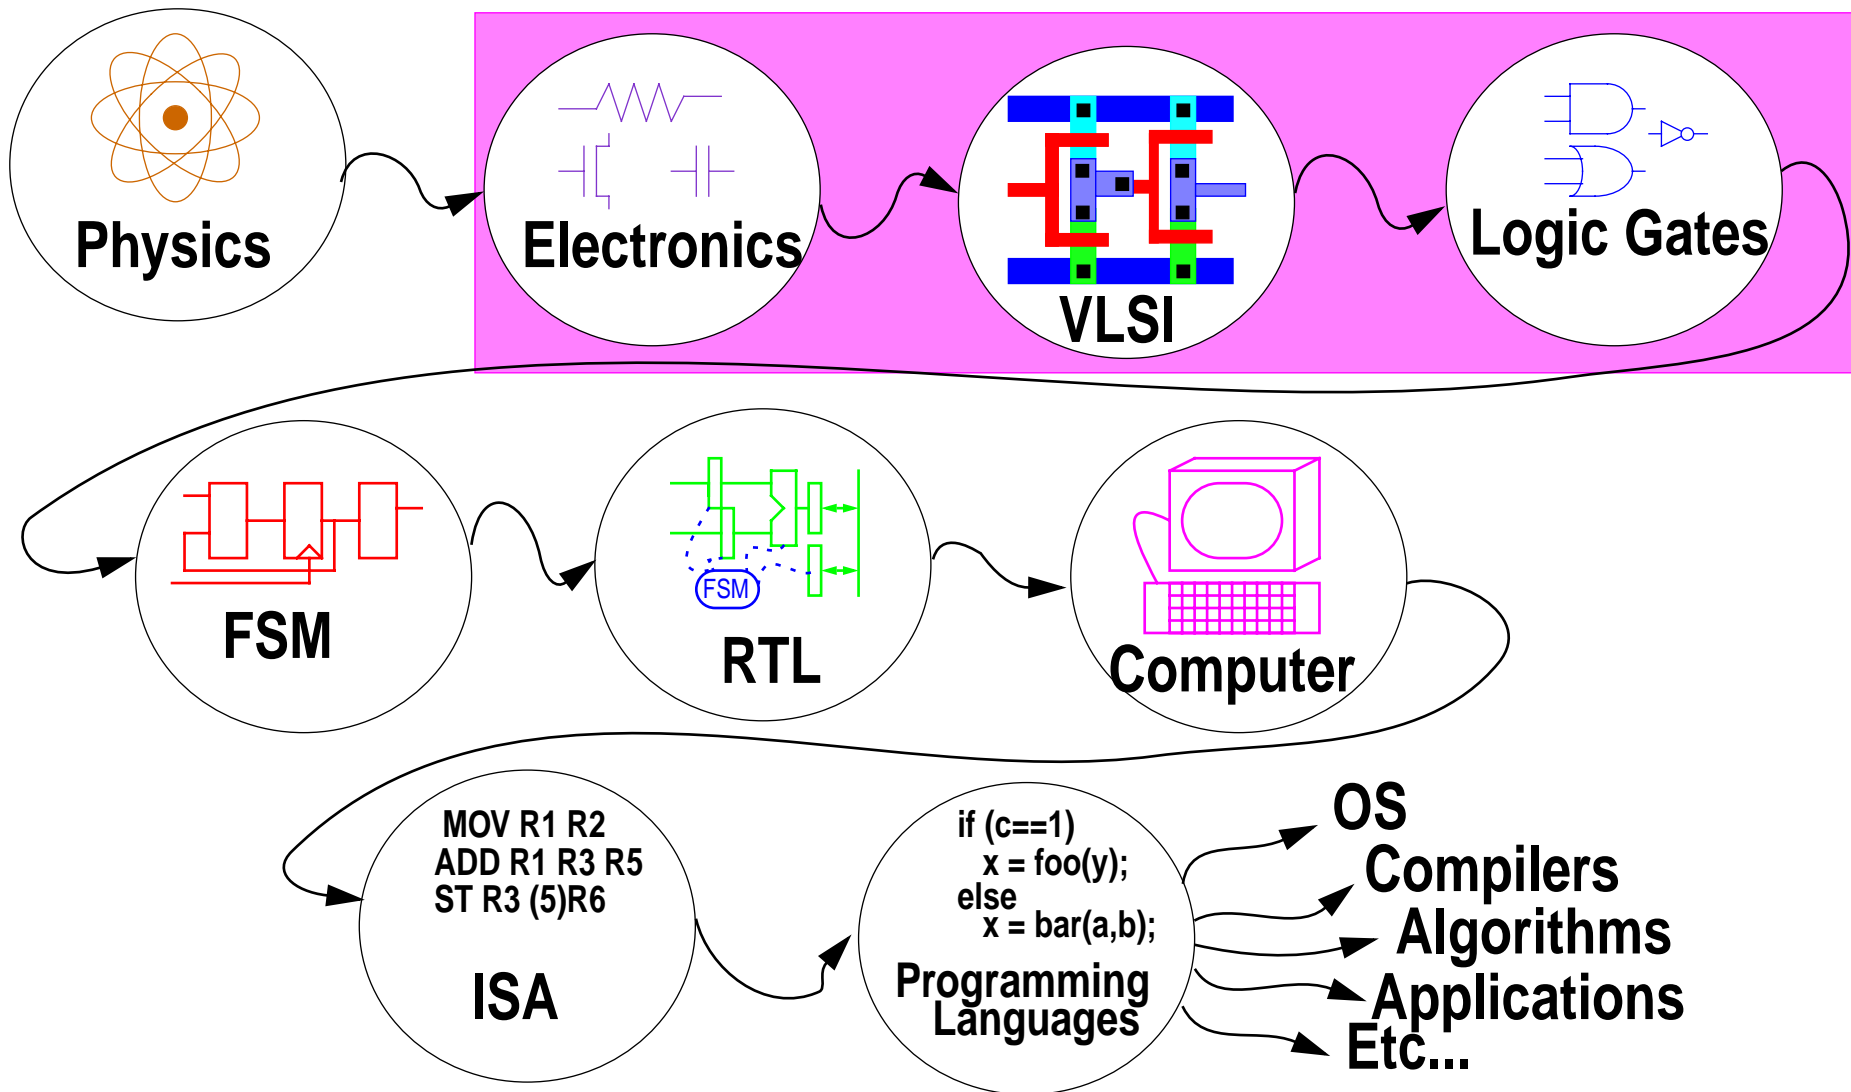 Physics
Electronics
VLSI
Logic Gates
FSM
FSM
RTL
Computer
MOV R1 R2
ADD R1 R3 R5
ST R3 (5)R6
ISA
if (c==1)
x = foo(y);
else
x = bar(a,b);
Programming
Languages
OS
Compilers
Algorithms
Applications
Etc...